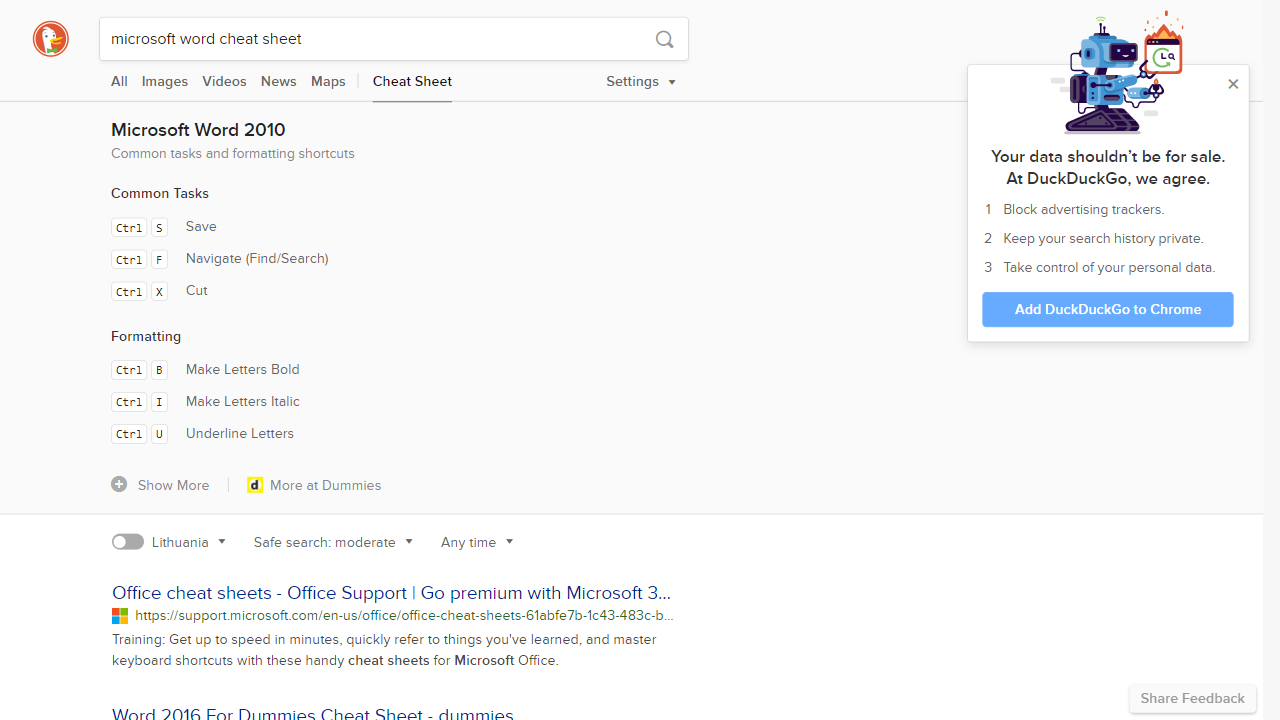 microsoft word cheat sheet
All Images Videos News Maps Cheat Sheet Settings
Microsoft Word 2010
Common tasks and formatting shortcuts
Common Tasks
Ctrl S Save
Ctrl F Navigate (Find/Search)
Ctrl X Cut
Formatting
Ctrl B Make Letters Bold
Ctrl I Make Letters Italic
Ctrl U Underline Letters
Show More d More at Dummies
Your data shouldn’t be for sale.
At DuckDuckGo, we agree.
1 Block advertising trackers.
2 Keep your search history private.
3 Take control of your personal data.
Add DuckDuckGo to Chrome
Lithuania Safe search: moderate Any time
Office cheat sheets - Office Support | Go premium with Microsoft 3...
https://support.microsoft.com/en-us/office/office-cheat-sheets-61abfe7b-1c43-483c-b...
Training: Get up to speed in minutes, quickly refer to things you've learned, and master
keyboard shortcuts with these handy cheat sheets for Microsoft Office.
Word 2016 For Dummies Cheat Sheet - dummies
Share Feedback